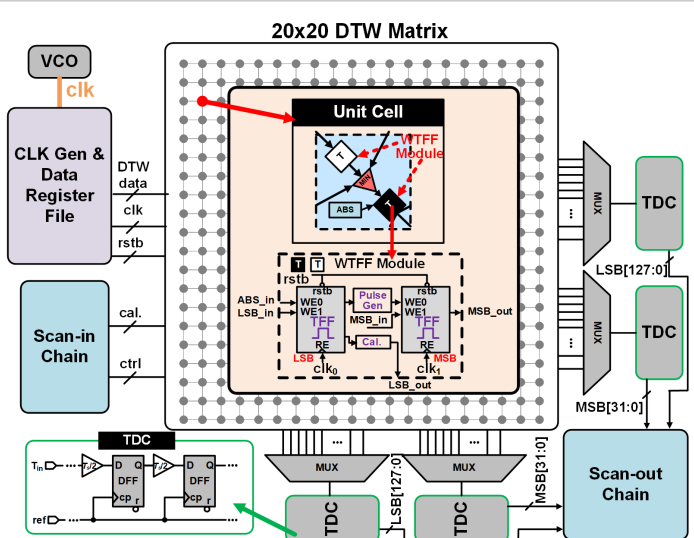 20x20 DTW Matrix
VCO
clk
CLK Gen &
Data
Register
File
DTW
data
clk
rstb
Scan-in
Chain
cal.
ctrl
Unit Cell
WTFF
Module
T
MIN
ABS
T
T T WTFF Module
rstb
rstb
rstb
ABS_in
LSB_in
WE0
WE1
TFF
RE
LSB
clk0
Pulse
Gen
MSB_in
Cal.
WE0
WE1
TFF
RE
MSB
clk1
MSB_out
LSB_out
MUX
TDC
LSB[127:0]
MUX
TDC
MSB[31:0]
Scan-out
Chain
MUX
MUX
TDC
TDC
LSB[127:0]
MSB[31:0]
TDC
Tin
D Q
DFF
cp r
D Q
DFF
cp r
ref